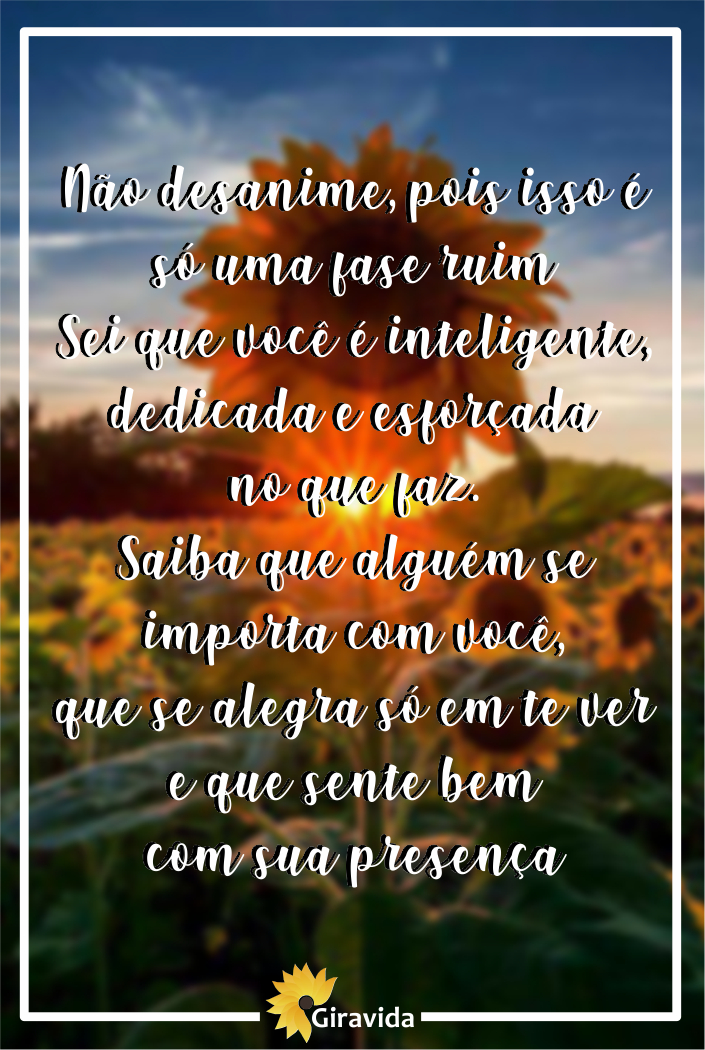 Não desanime, pois isso é
só uma fase ruim
Sei que você é inteligente,
dedicada e esforçada
no que faz.
Saiba que alguém se
importa com você,
que se alegra só em te ver
e que sente bem
com sua presença
Giravida